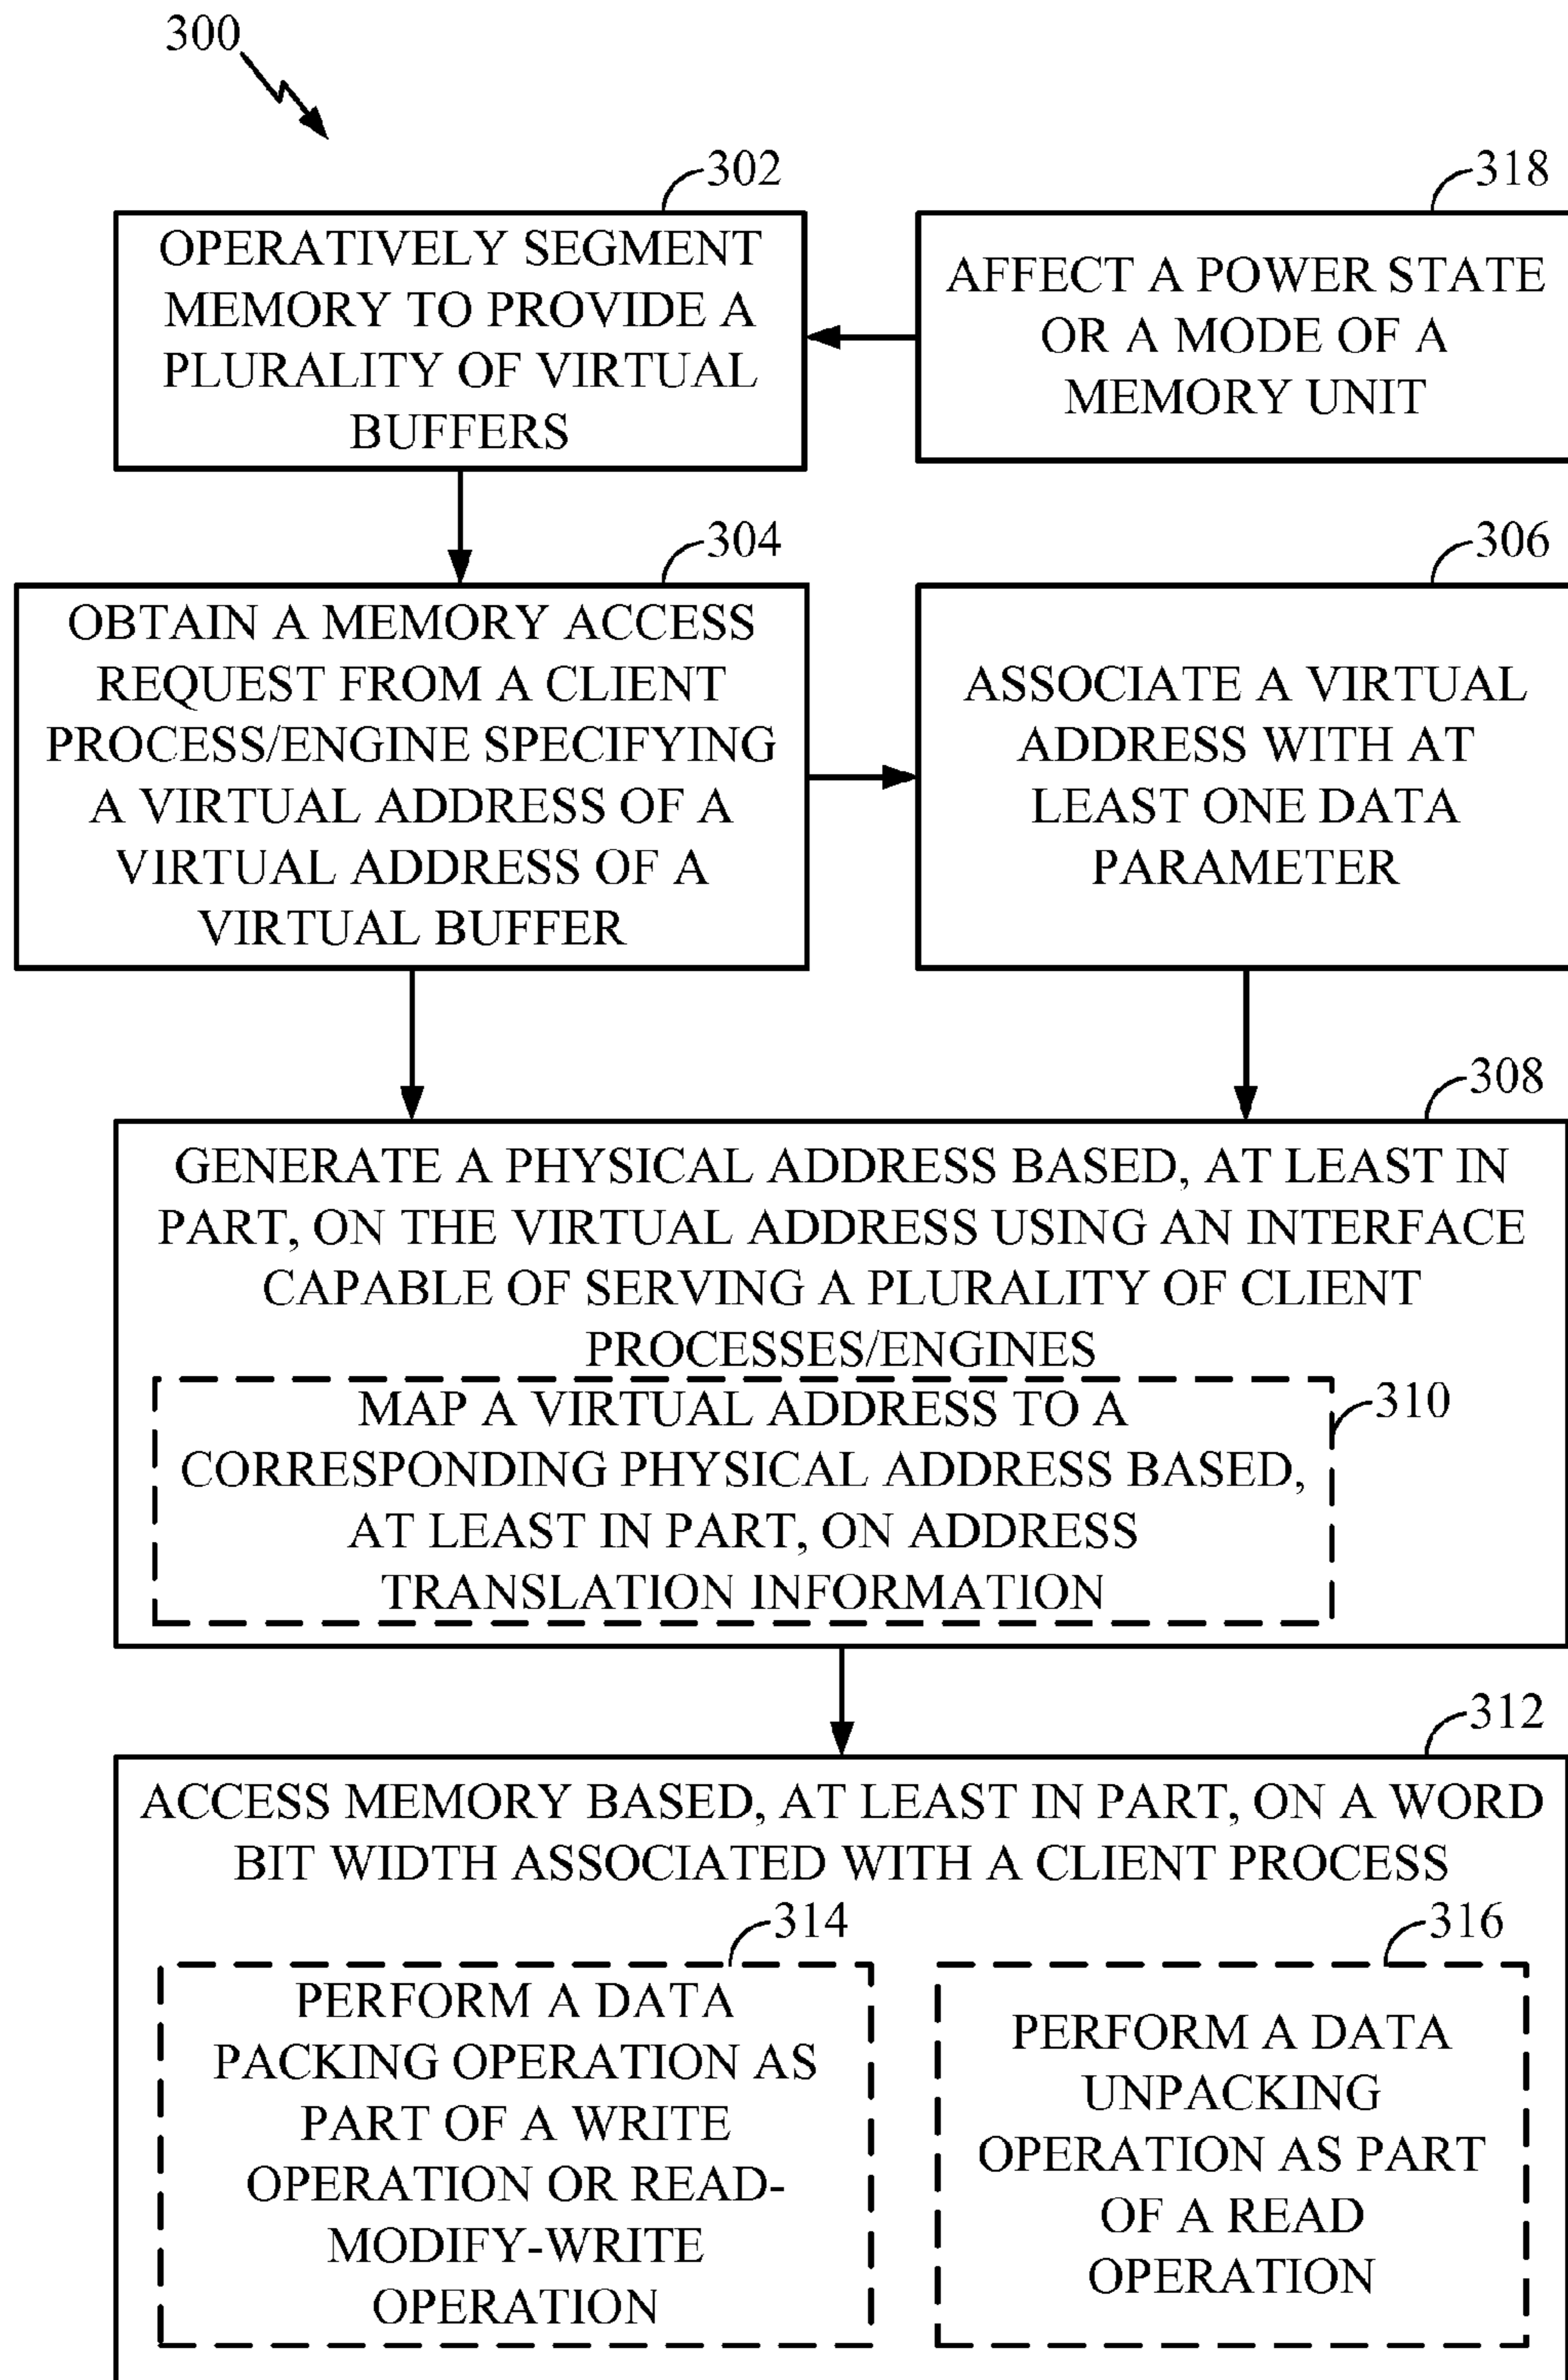 300
302
OPERATIVELY SEGMENT
MEMORY TO PROVIDE A
PLURALITY OF VIRTUAL
BUFFERS
318
AFFECT A POWER STATE
OR A MODE OF A
MEMORY UNIT
304
OBTAIN A MEMORY ACCESS
REQUEST FROM A CLIENT
PROCESS/ENGINE SPECIFYING
A VIRTUAL ADDRESS OF A
VIRTUAL ADDRESS OF A
VIRTUAL BUFFER
306
ASSOCIATE A VIRTUAL
ADDRESS WITH AT
LEAST ONE DATA
PARAMETER
308
GENERATE A PHYSICAL ADDRESS BASED, AT LEAST IN
PART, ON THE VIRTUAL ADDRESS USING AN INTERFACE
CAPABLE OF SERVING A PLURALITY OF CLIENT
PROCESSES/ENGINES
310
MAP A VIRTUAL ADDRESS TO A
CORRESPONDING PHYSICAL ADDRESS BASED,
AT LEAST IN PART, ON ADDRESS
TRANSLATION INFORMATION
312
ACCESS MEMORY BASED, AT LEAST IN PART, ON A WORD
BIT WIDTH ASSOCIATED WITH A CLIENT PROCESS
314
PERFORM A DATA
PACKING OPERATION AS
PART OF A WRITE
OPERATION OR READ-
MODIFY-WRITE
OPERATION
316
PERFORM A DATA
UNPACKING
OPERATION AS PART
OF A READ
OPERATION